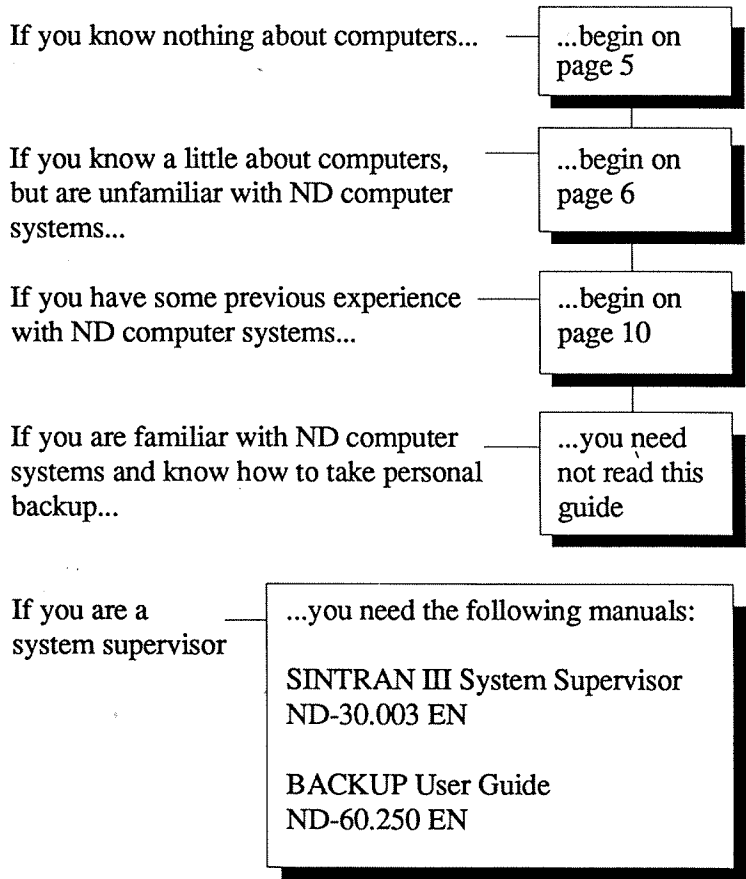 If you know nothing about computers...
...begin on
page 5
If you know a little about computers,
but are unfamiliar with ND computer
systems...
...begin on
page 6
If you have some previous experience
with ND computer systems...
...begin on
page 10
If you are familiar with ND computer
systems and know how to take personal
backup...
...you need
not read this
guide
If you are a
system supervisor
...you need the following manuals:
SINTRAN III System Supervisor
ND-30.003 EN
BACKUP User Guide
ND-60.250 EN